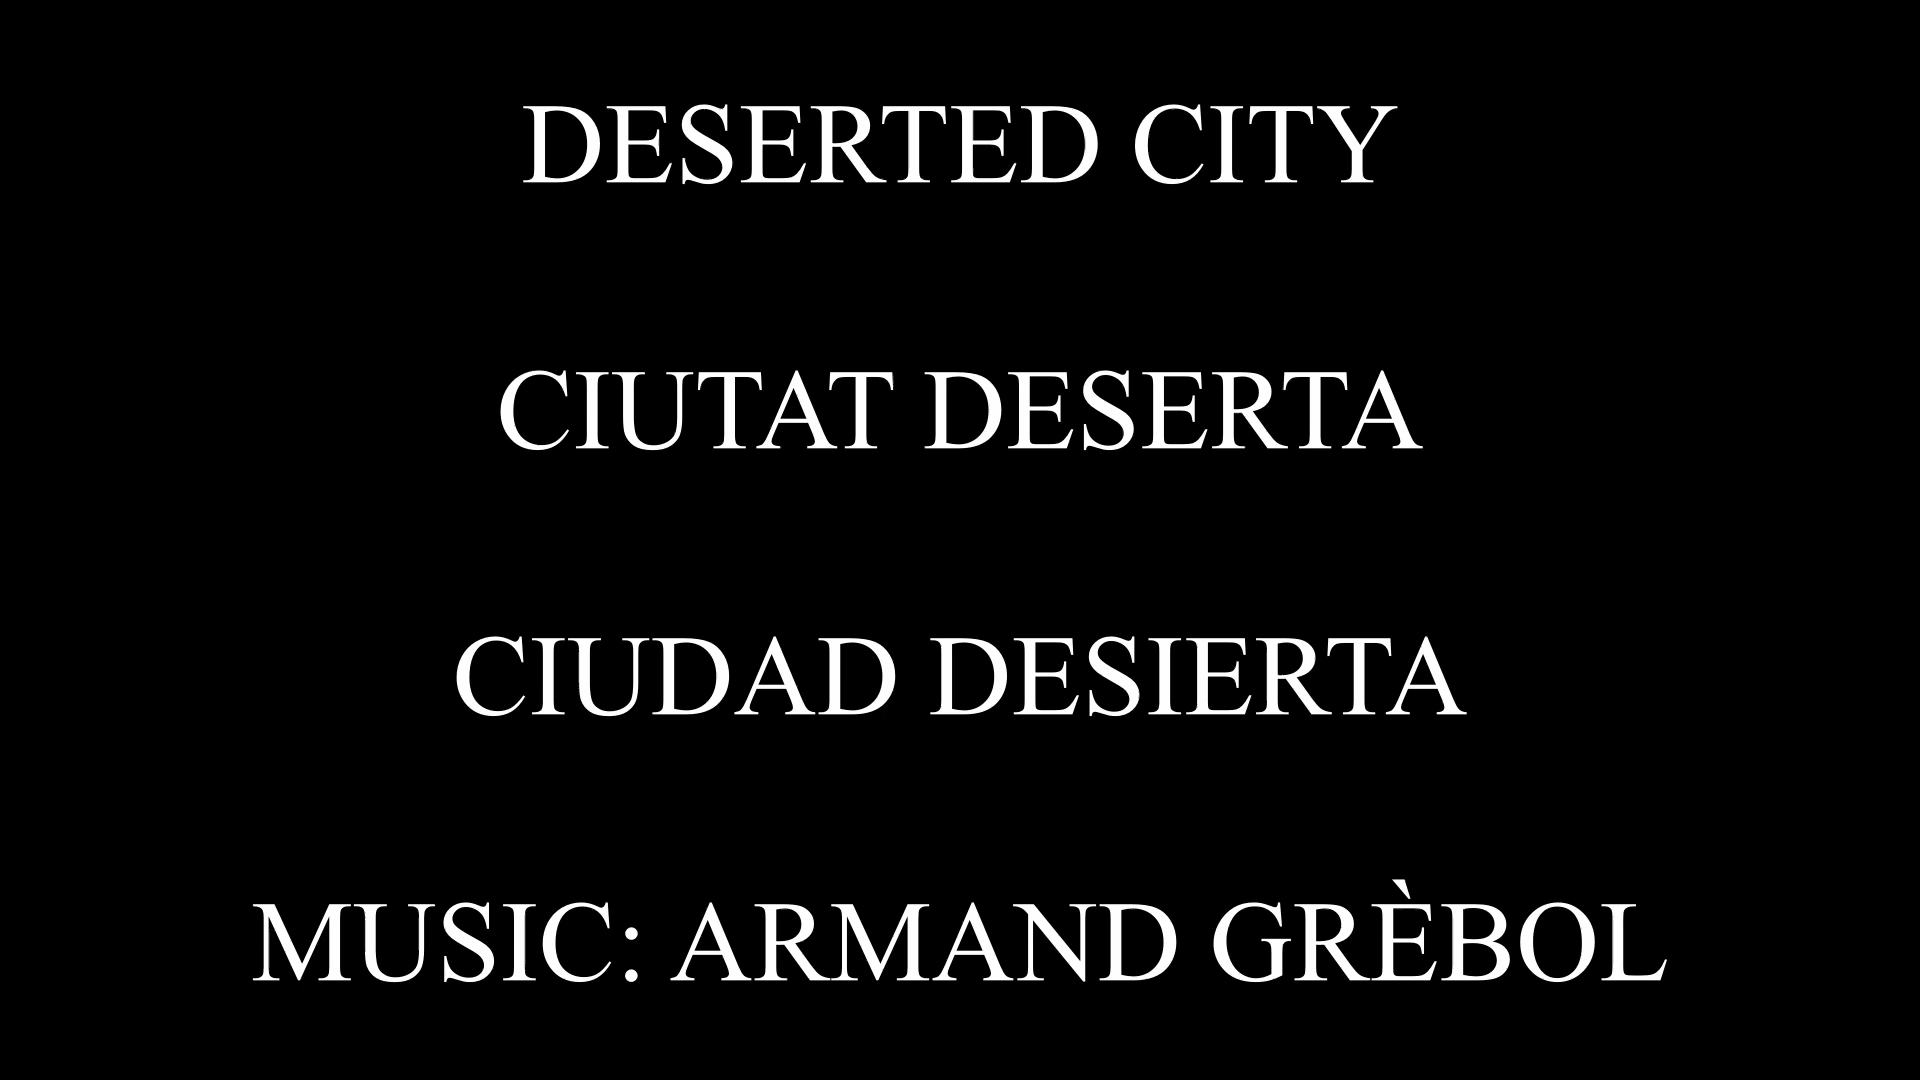 DESERTED CITY
CIUTAT DESERTA
CIUDAD DESIERTA
MUSIC: ARMAND GRÈBOL